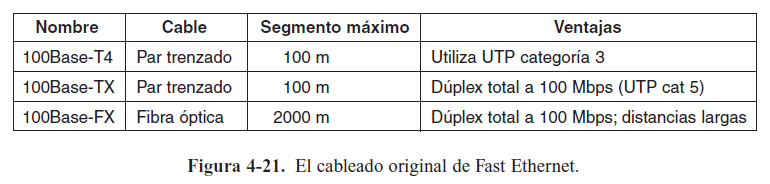 Nombre Cable Segmento máximo Ventajas
100Base-T4 Par trenzado 100 m Utiliza UTP categoría 3
100Base-TX Par trenzado 100 m Dúplex total a 100 Mbps (UTP cat 5)
100Base-FX Fibra óptica 2000 m Dúplex total a 100 Mbps; distancias largas
Figura 4-21. El cableado original de Fast Ethernet.